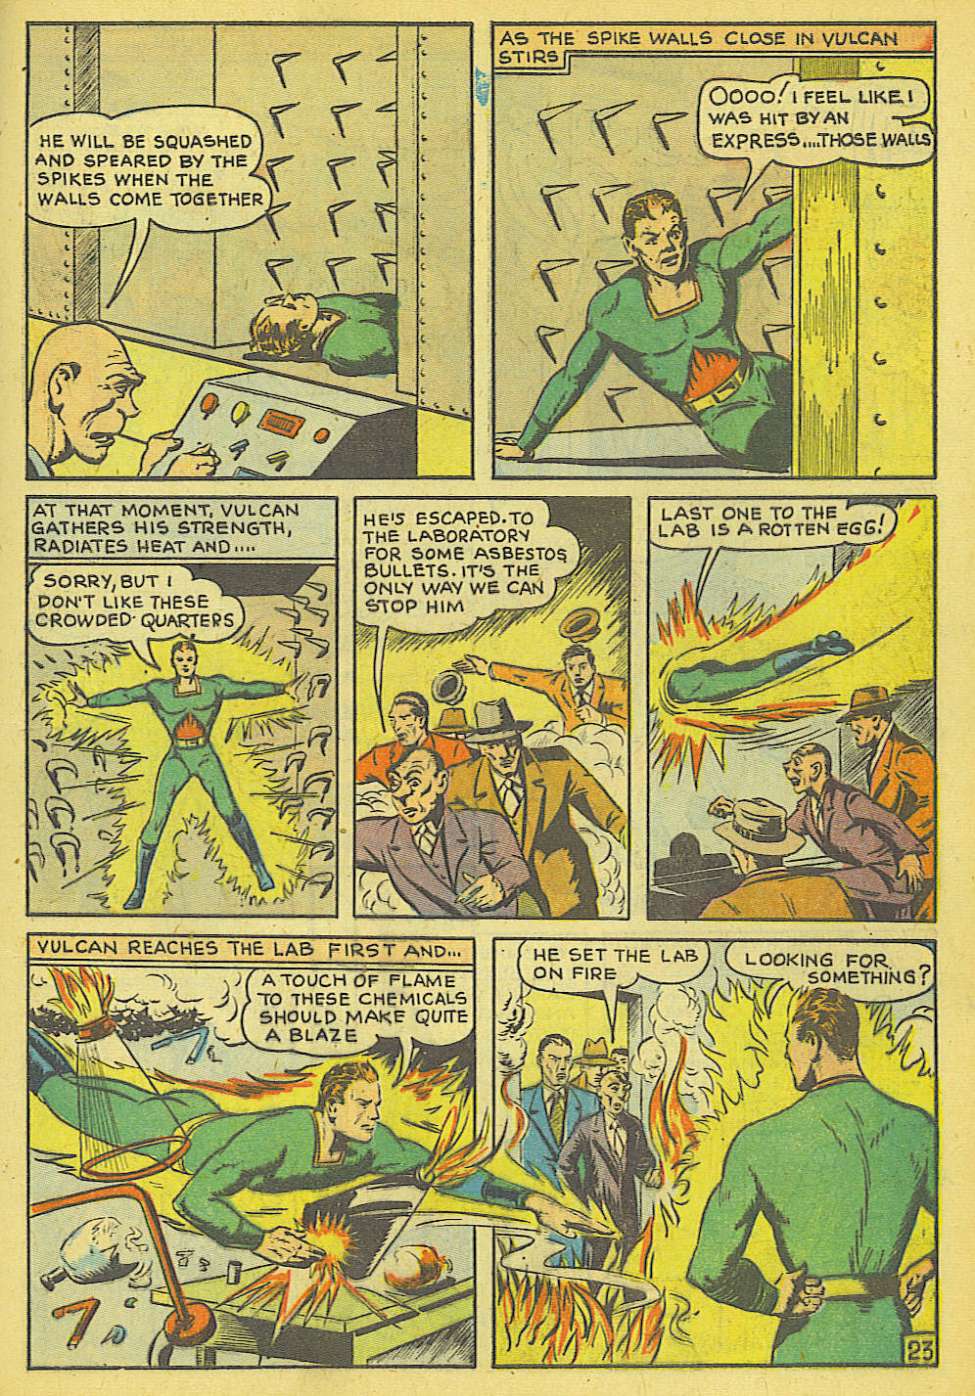 HE WILL BE SQUASHED
AND SPEARED BY THE
SPIKES WHEN THE
WALLS COME TOGETHER
AS THE SPIKE WALLS CLOSE IN VULCAN
STIRS
OOOO! I FEEL LIKE I
WAS HIT BY AN
EXPRESS....THOSE WALLS
AT THAT MOMENT, VULCAN
GATHERS HIS STRENGTH,
RADIATES HEAT AND....
SORRY, BUT I
DON'T LIKE THESE
CROWDED QUARTERS
HE'S ESCAPED. TO
THE LABORATORY
FOR SOME ASBESTOS
BULLETS. IT'S THE
ONLY WAY WE CAN
STOP HIM
LAST ONE TO THE
LAB IS A ROTTEN EGG!
VULCAN REACHES THE LAB FIRST AND...
A TOUCH OF FLAME
TO THESE CHEMICALS
SHOULD MAKE QUITE
A BLAZE
HE SET THE LAB
ON FIRE
LOOKING FOR
SOMETHING?
23